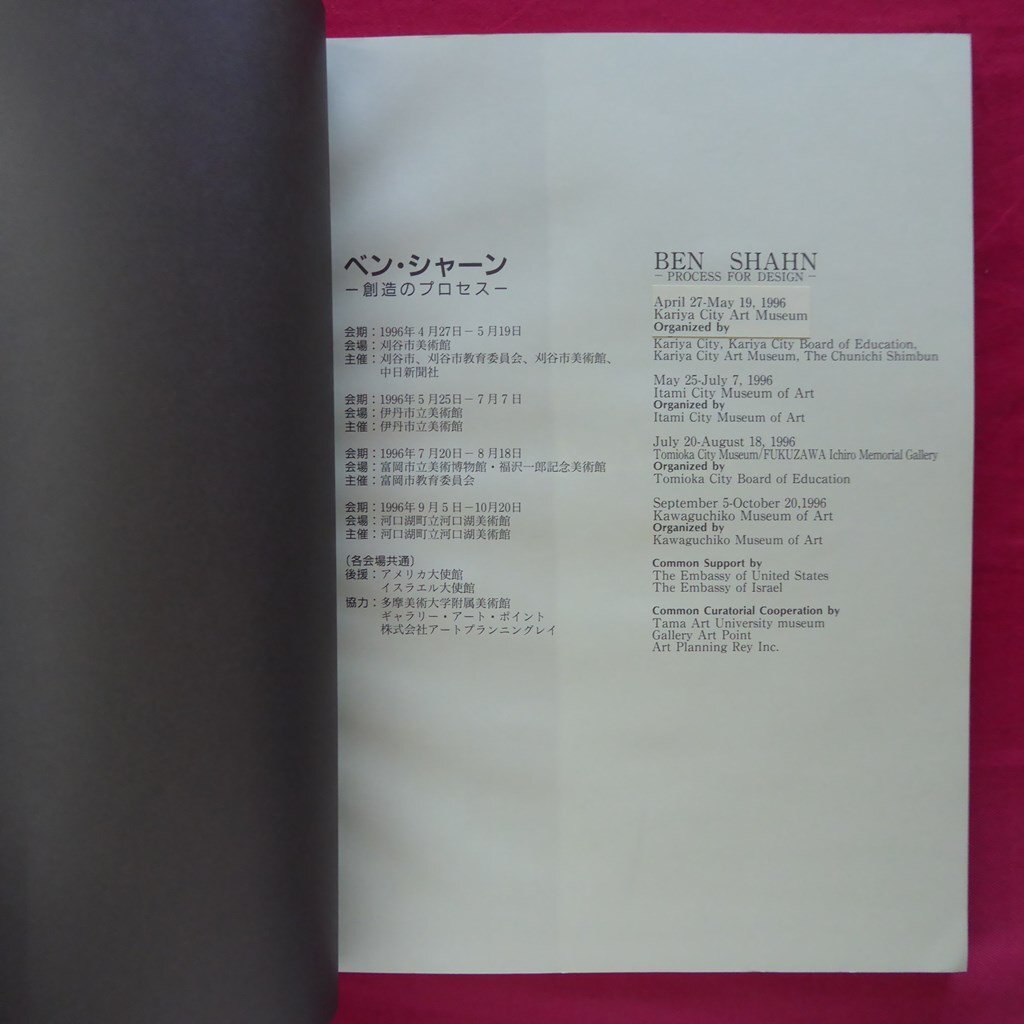 ベン・シャーン
－創造のプロセス－
会期：1996年4月27日－5月19日
会場：刈谷市美術館
主催：刈谷市、刈谷市教育委員会、刈谷市美術館、
中日新聞社
会期：1996年5月25日－7月7日
会場：伊丹市立美術館
主催：伊丹市立美術館
会期：1996年7月20日－8月18日
会場：富岡市立美術博物館・福沢一郎記念美術館
主催：富岡市教育委員会
会期：1996年9月5日－10月20日
会場：河口湖町立河口湖美術館
主催：河口湖町立河口湖美術館
〔各会場共通〕
後援：アメリカ大使館
イスラエル大使館
協力：多摩美術大学附属美術館
ギャラリー・アート・ポイント
株式会社アートプランニングレイ
BEN SHAHN
－PROCESS FOR DESIGN－
April 27-May 19, 1996
Kariya City Art Museum
Organized by
Kariya City, Kariya City Board of Education,
Kariya City Art Museum, The Chunichi Shimbun
May 25-July 7, 1996
Itami City Museum of Art
Organized by
Itami City Museum of Art
July 20-August 18, 1996
Tomioka City Museum/FUKUZAWA Ichiro Memorial Gallery
Organized by
Tomioka City Board of Education
September 5-October 20,1996
Kawaguchiko Museum of Art
Organized by
Kawaguchiko Museum of Art
Common Support by
The Embassy of United States
The Embassy of Israel
Common Curatorial Cooperation by
Tama Art University museum
Gallery Art Point
Art Planning Rey Inc.